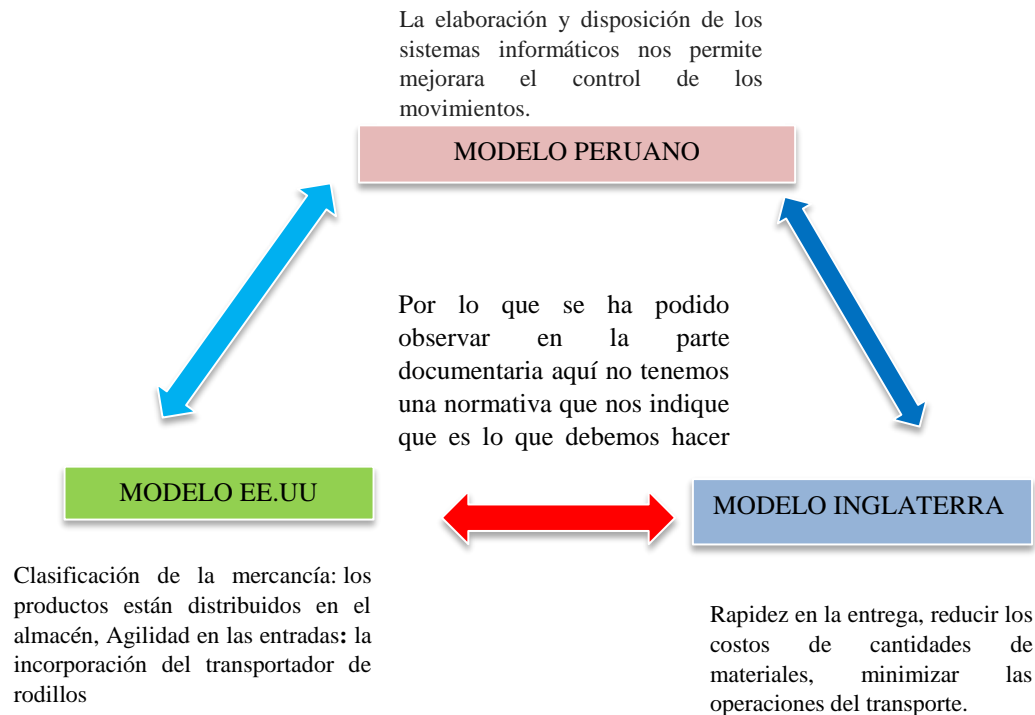 La elaboración y disposición de los
sistemas informáticos nos permite
mejorara el control de los
movimientos.
MODELO PERUANO
Por lo que se ha podido
observar en la parte
documentaria aquí no tenemos
una normativa que nos indique
que es lo que debemos hacer
MODELO EE.UU
MODELO INGLATERRA
Clasificación de la mercancía: los
productos están distribuidos en el
almacén, Agilidad en las entradas: la
incorporación del transportador de
rodillos
Rapidez en la entrega, reducir los
costos de cantidades de
materiales, minimizar las
operaciones del transporte.